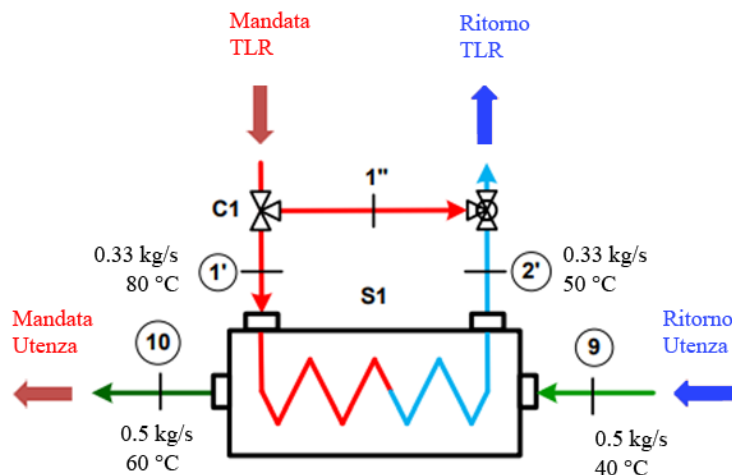 Mandata
TLR
Ritorno
TLR
1"
C1
0.33 kg/s
80 °C
1'
2'
0.33 kg/s
50 °C
S1
Mandata
Utenza
10
9
Ritorno
Utenza
0.5 kg/s
60 °C
0.5 kg/s
40 °C